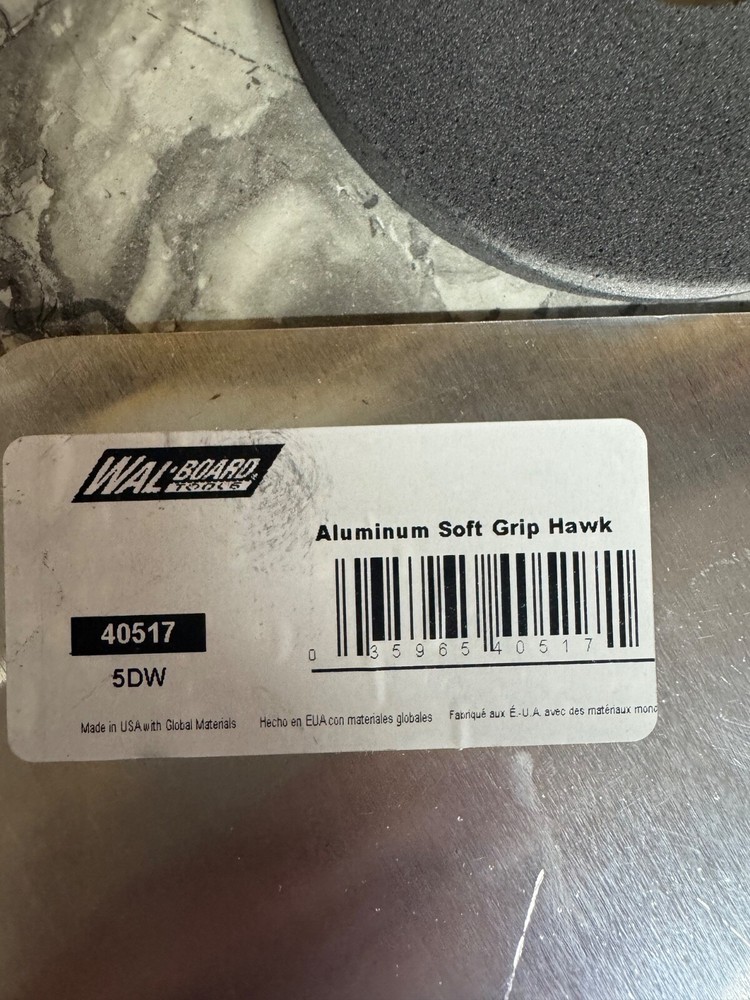 WAL·BOARD®
TOOLS
Aluminum Soft Grip Hawk
40517
5DW
0 35965 40517
Made in USA with Global Materials
Hecho en EUA con materiales globales
Fabriqué aux É.-U.A. avec des matériaux